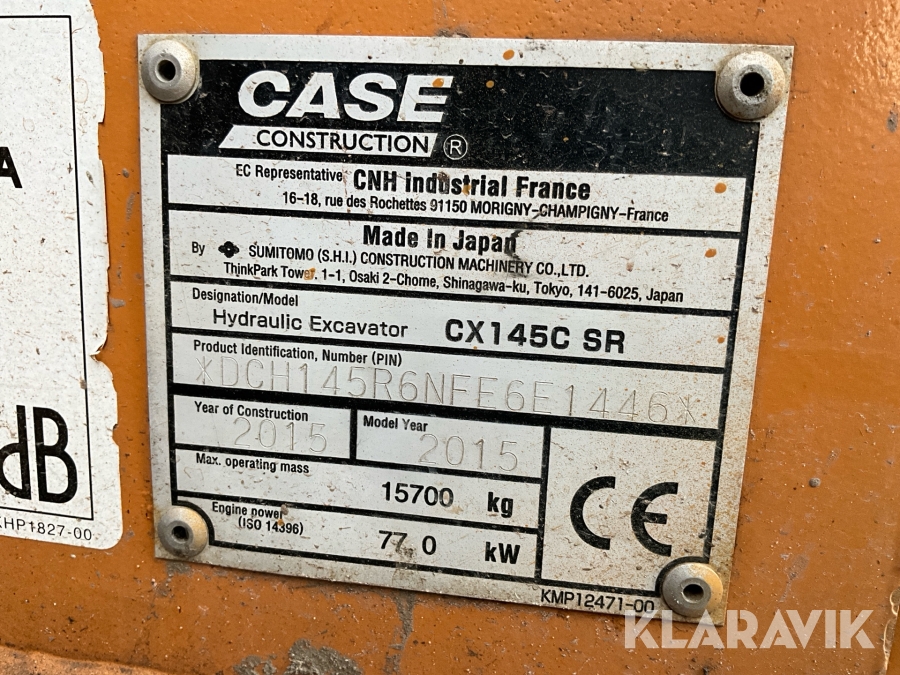 A
dB
KHP1827-00
CASE
CONSTRUCTION ®
EC Representative: CNH Industrial France
16-18, rue des Rochettes 91150 MORIGNY-CHAMPIGNY-France
Made In Japan
By SUMITOMO (S.H.I.) CONSTRUCTION MACHINERY CO.,LTD.
ThinkPark Tower. 1-1, Osaki 2-Chome, Shinagawa-ku, Tokyo, 141-6025, Japan
Designation/Model
Hydraulic Excavator CX145C SR
Product Identification, Number (PIN)
*DCH145R6NFE6E1446*
Year of Construction
2015
Model Year
2015
Max. operating mass
15700 kg
Engine power
(ISO 14396)
77.0 kW
CE
KMP12471-00
KLARAVIK